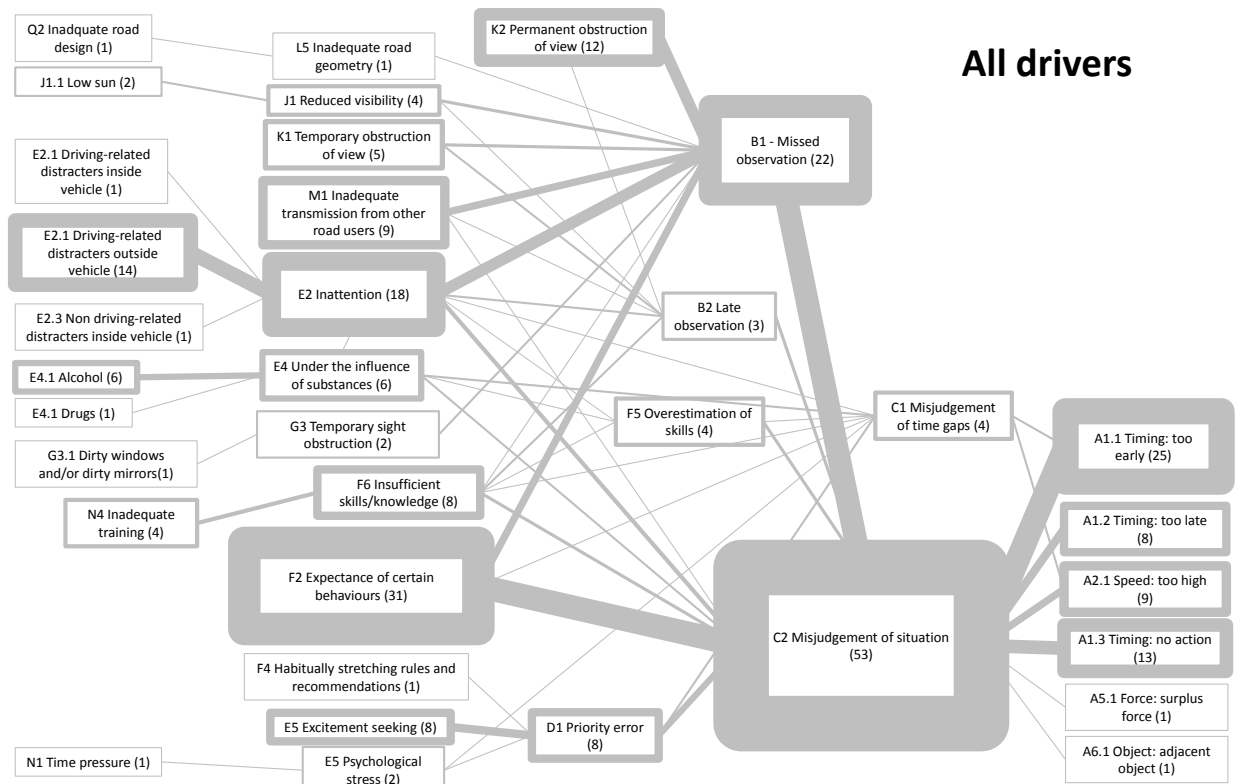 All drivers
Q2 Inadquate road
design (1)
J1.1 Low sun (2)
E2.1 Driving-related
distracters inside
vehicle (1)
E2.1 Driving-related
distracters outside
vehicle (14)
E2.3 Non driving-related
distracters inside vehicle (1)
E4.1 Alcohol (6)
E4.1 Drugs (1)
G3.1 Dirty windows
and/or dirty mirrors(1)
N4 Inadequate
training (4)
N1 Time pressure (1)
L5 Inadequate road
geometry (1)
J1 Reduced visibility (4)
K1 Temporary obstruction
of view (5)
M1 Inadequate
transmission from other
road users (9)
E2 Inattention (18)
E4 Under the influence
of substances (6)
G3 Temporary sight
obstruction (2)
F6 Insufficient
skills/knowledge (8)
F2 Expectance of certain
behaviours (31)
F4 Habitually stretching rules and
recommendations (1)
E5 Excitement seeking (8)
E5 Psychological
stress (2)
K2 Permanent obstruction
of view (12)
B1 - Missed
observation (22)
B2 Late
observation (3)
F5 Overestimation of
skills (4)
D1 Priority error
(8)
C1 Misjudgement
of time gaps (4)
C2 Misjudgement of situation
(53)
A1.1 Timing: too
early (25)
A1.2 Timing: too late
(8)
A2.1 Speed: too high
(9)
A1.3 Timing: no action
(13)
A5.1 Force: surplus
force (1)
A6.1 Object: adjacent
object (1)